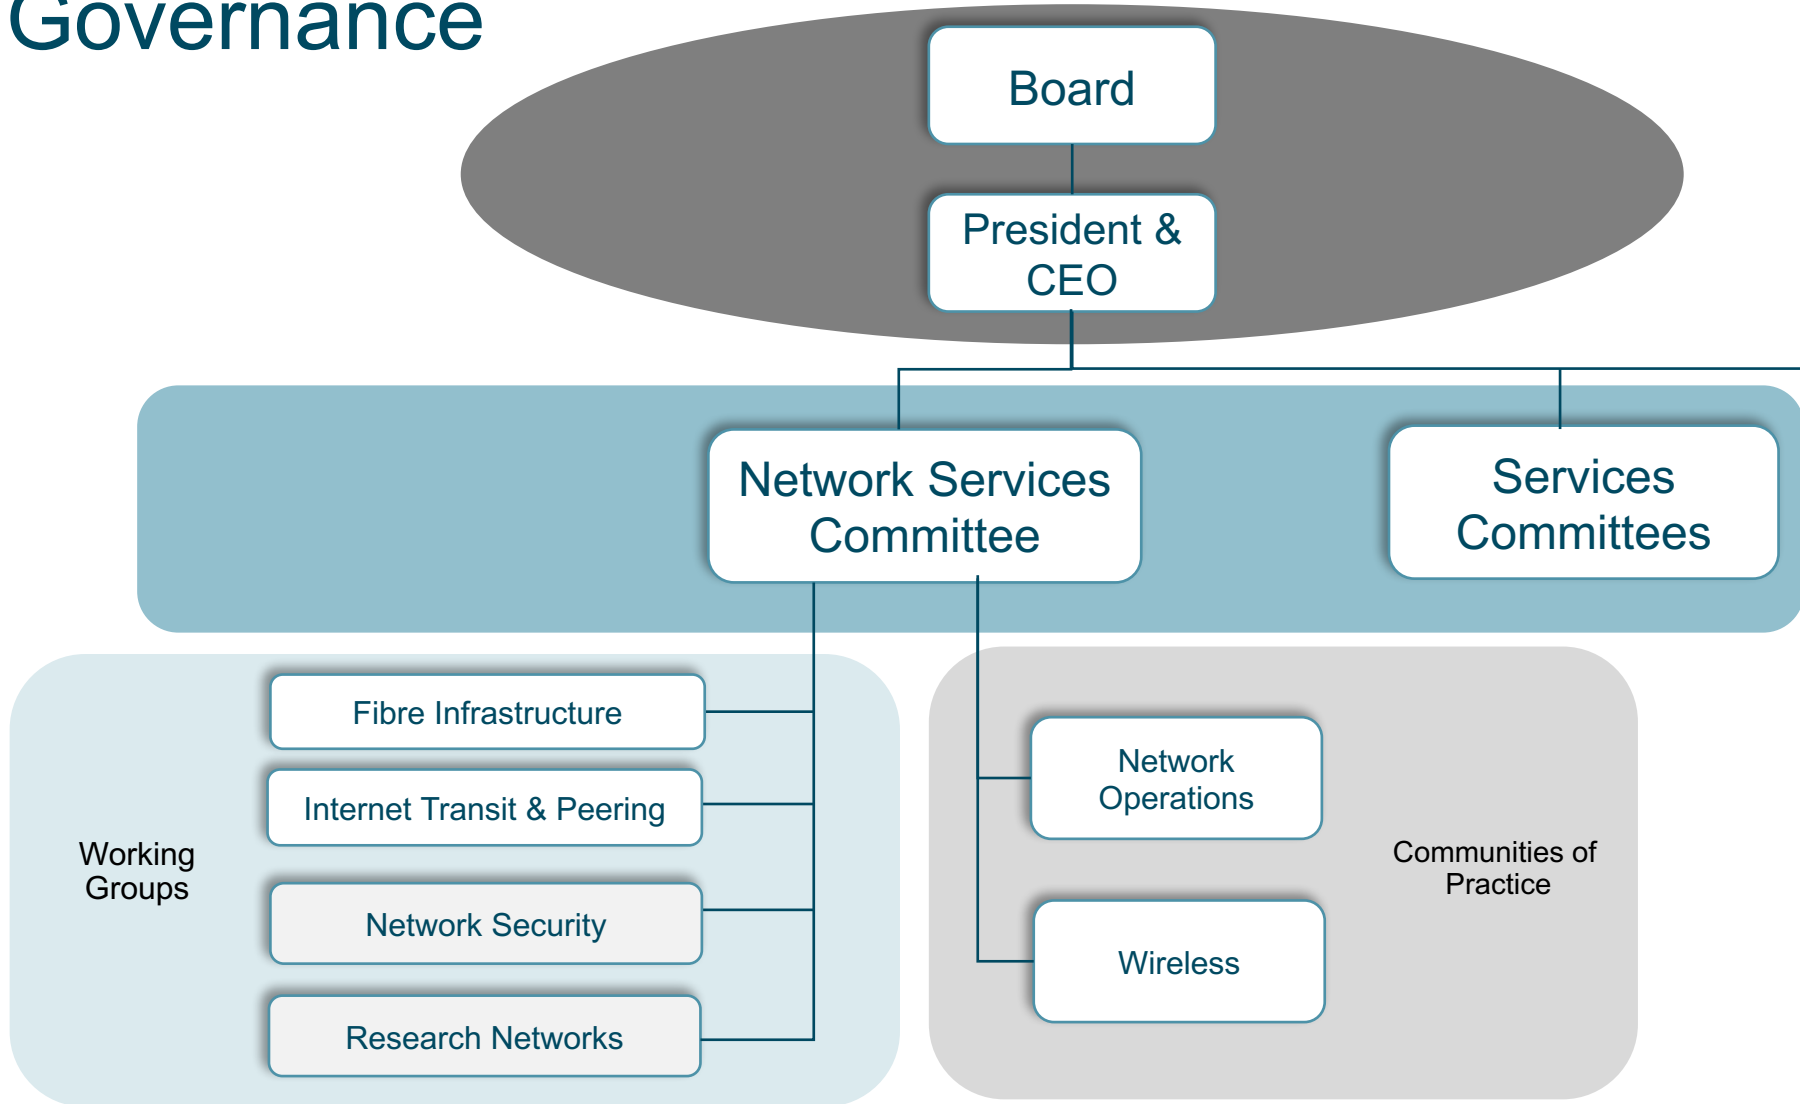 Governance
Board
President &
CEO
Network Services
Committee
Services
Committees
Fibre Infrastructure
Internet Transit & Peering
Network Security
Research Networks
Working
Groups
Network
Operations
Wireless
Communities of
Practice